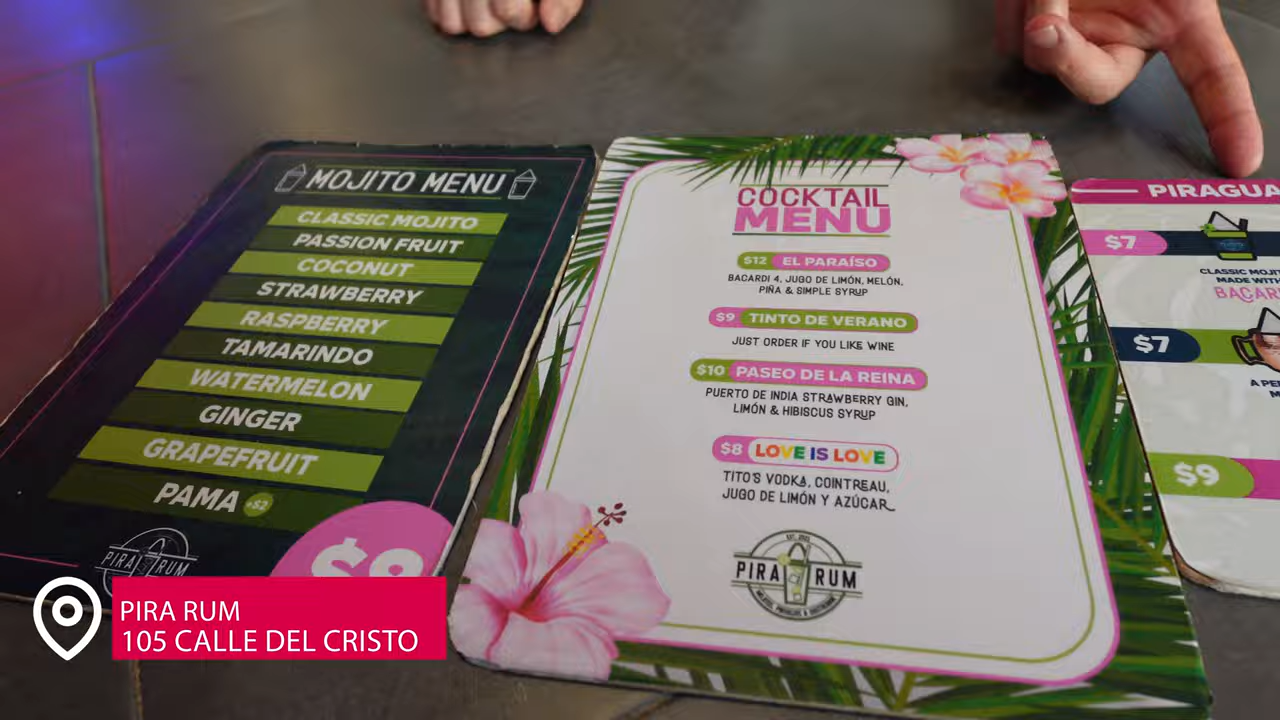 MOJITO MENU
CLASSIC MOJITO
PASSION FRUIT
COCONUT
STRAWBERRY
RASPBERRY
TAMARINDO
WATERMELON
GINGER
GRAPEFRUIT
PAMA +$2
PIRA RUM
COCKTAIL
MENU
$12 EL PARAÍSO
BACARDI 4, JUGO DE LIMÓN, MELÓN,
PIÑA & SIMPLE SYRUP
$9 TINTO DE VERANO
JUST ORDER IF YOU LIKE WINE
$10 PASEO DE LA REINA
PUERTO DE INDIA STRAWBERRY GIN,
LIMÓN & HIBISCUS SYRUP
$8 LOVE IS LOVE
TITO'S VODKA, COINTREAU,
JUGO DE LIMÓN Y AZÚCAR
PIRA RUM
PIRAGUA
$7
CLASSIC MOJIT
MADE WITH
BACAR
$7
A PE
$9
PIRA RUM
105 CALLE DEL CRISTO